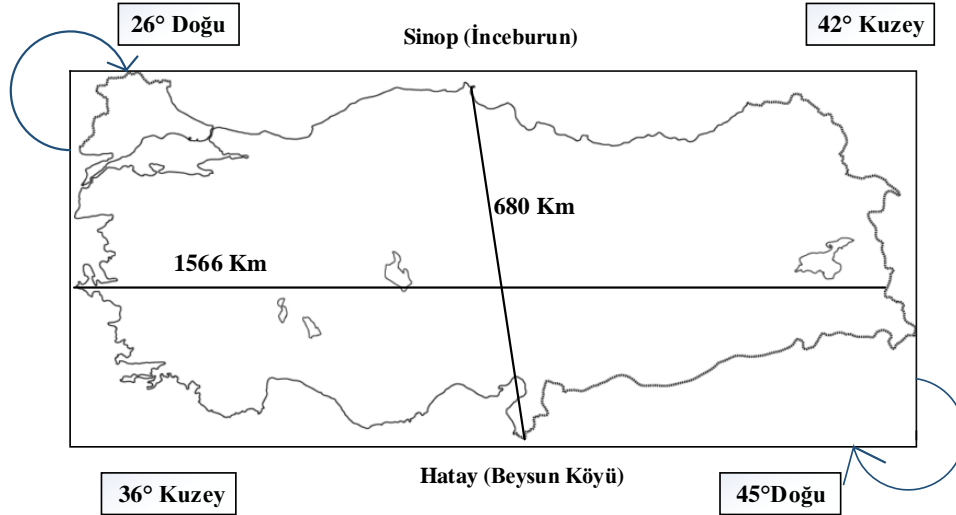 26° Doğu
Sinop (İnceburun)
42° Kuzey
680 Km
1566 Km
36° Kuzey
Hatay (Beysun Köyü)
45°Doğu